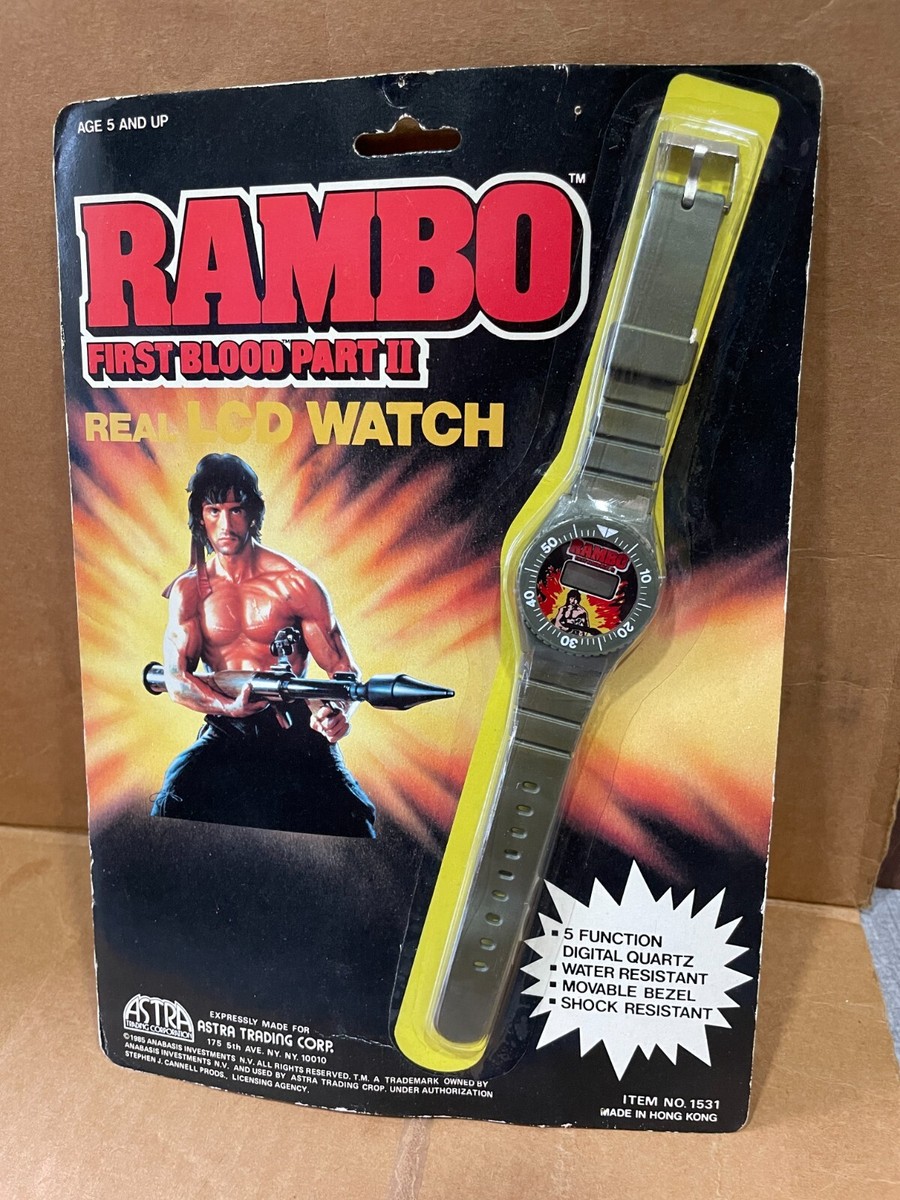 AGE 5 AND UP
RAMBO™
FIRST BLOOD™ PART II
REAL LCD WATCH
50
10
40
20
30
RAMBO
5 FUNCTION
DIGITAL QUARTZ
WATER RESISTANT
MOVABLE BEZEL
SHOCK RESISTANT
ASTRA
TRADING CORPORATION
EXPRESSLY MADE FOR
ASTRA TRADING CORP.
175 5th AVE. NY. NY. 10010
©1985 ANABASIS INVESTMENTS N.V. ALL RIGHTS RESERVED. T.M. A TRADEMARK OWNED BY
ANABASIS INVESTMENTS N.V. AND USED BY ASTRA TRADING CROP. UNDER AUTHORIZATION
STEPHEN J. CANNELL PRODS., LICENSING AGENCY.
ITEM NO. 1531
MADE IN HONG KONG